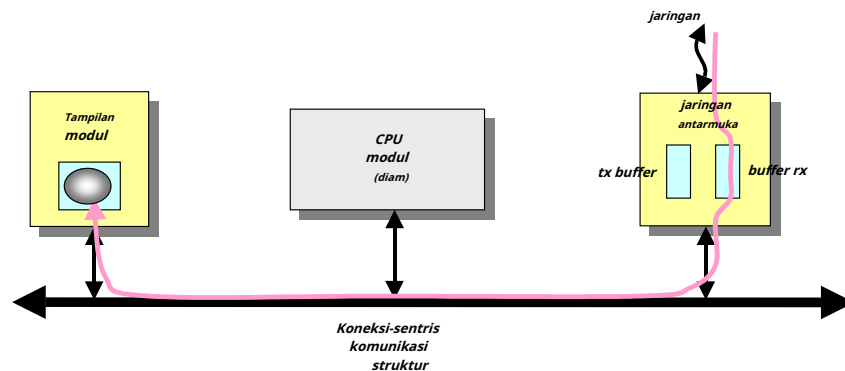 jaringan
Tampilan
modul
CPU
modul
(diam)
jaringan
antarmuka
tx buffer
buffer rx
Koneksi-sentris
komunikasi
struktur